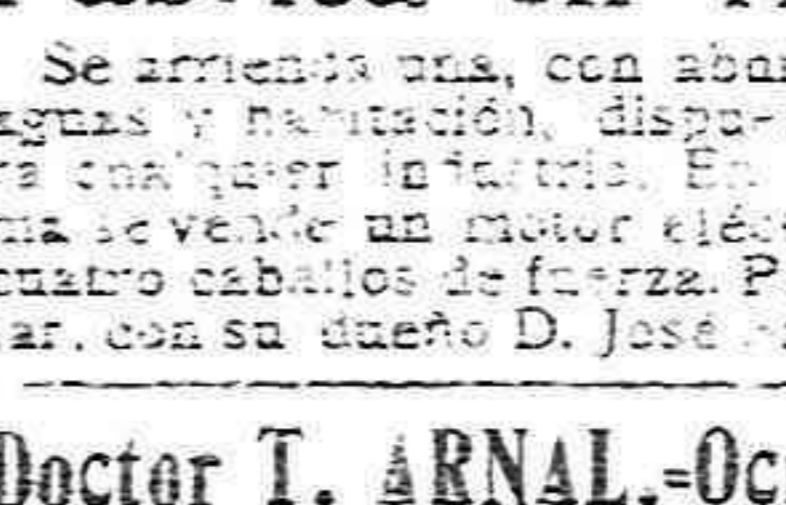 Se arrienda una, con abun
aguas y habitación, dispu
ra cualquier industria. En
ma se vende un motor eléc
cuatro caballos de fuerza. P
ar, con su dueño D. José
Doctor T. ARNAL.=Oc